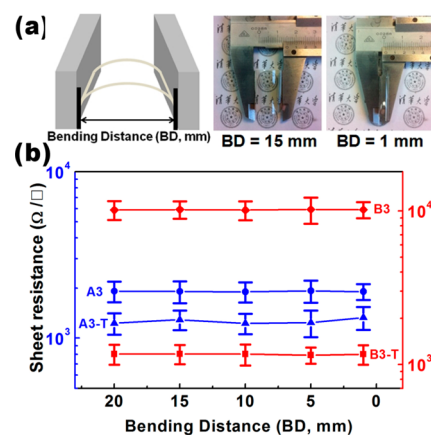 (a)
Bending Distance (BD, mm)
BD = 15 mm
BD = 1 mm
(b)
Sheet resistance (Ω/□)
10⁴
10³
10⁴
10³
B3
A3
A3-T
B3-T
20 15 10 5 0
Bending Distance (BD, mm)